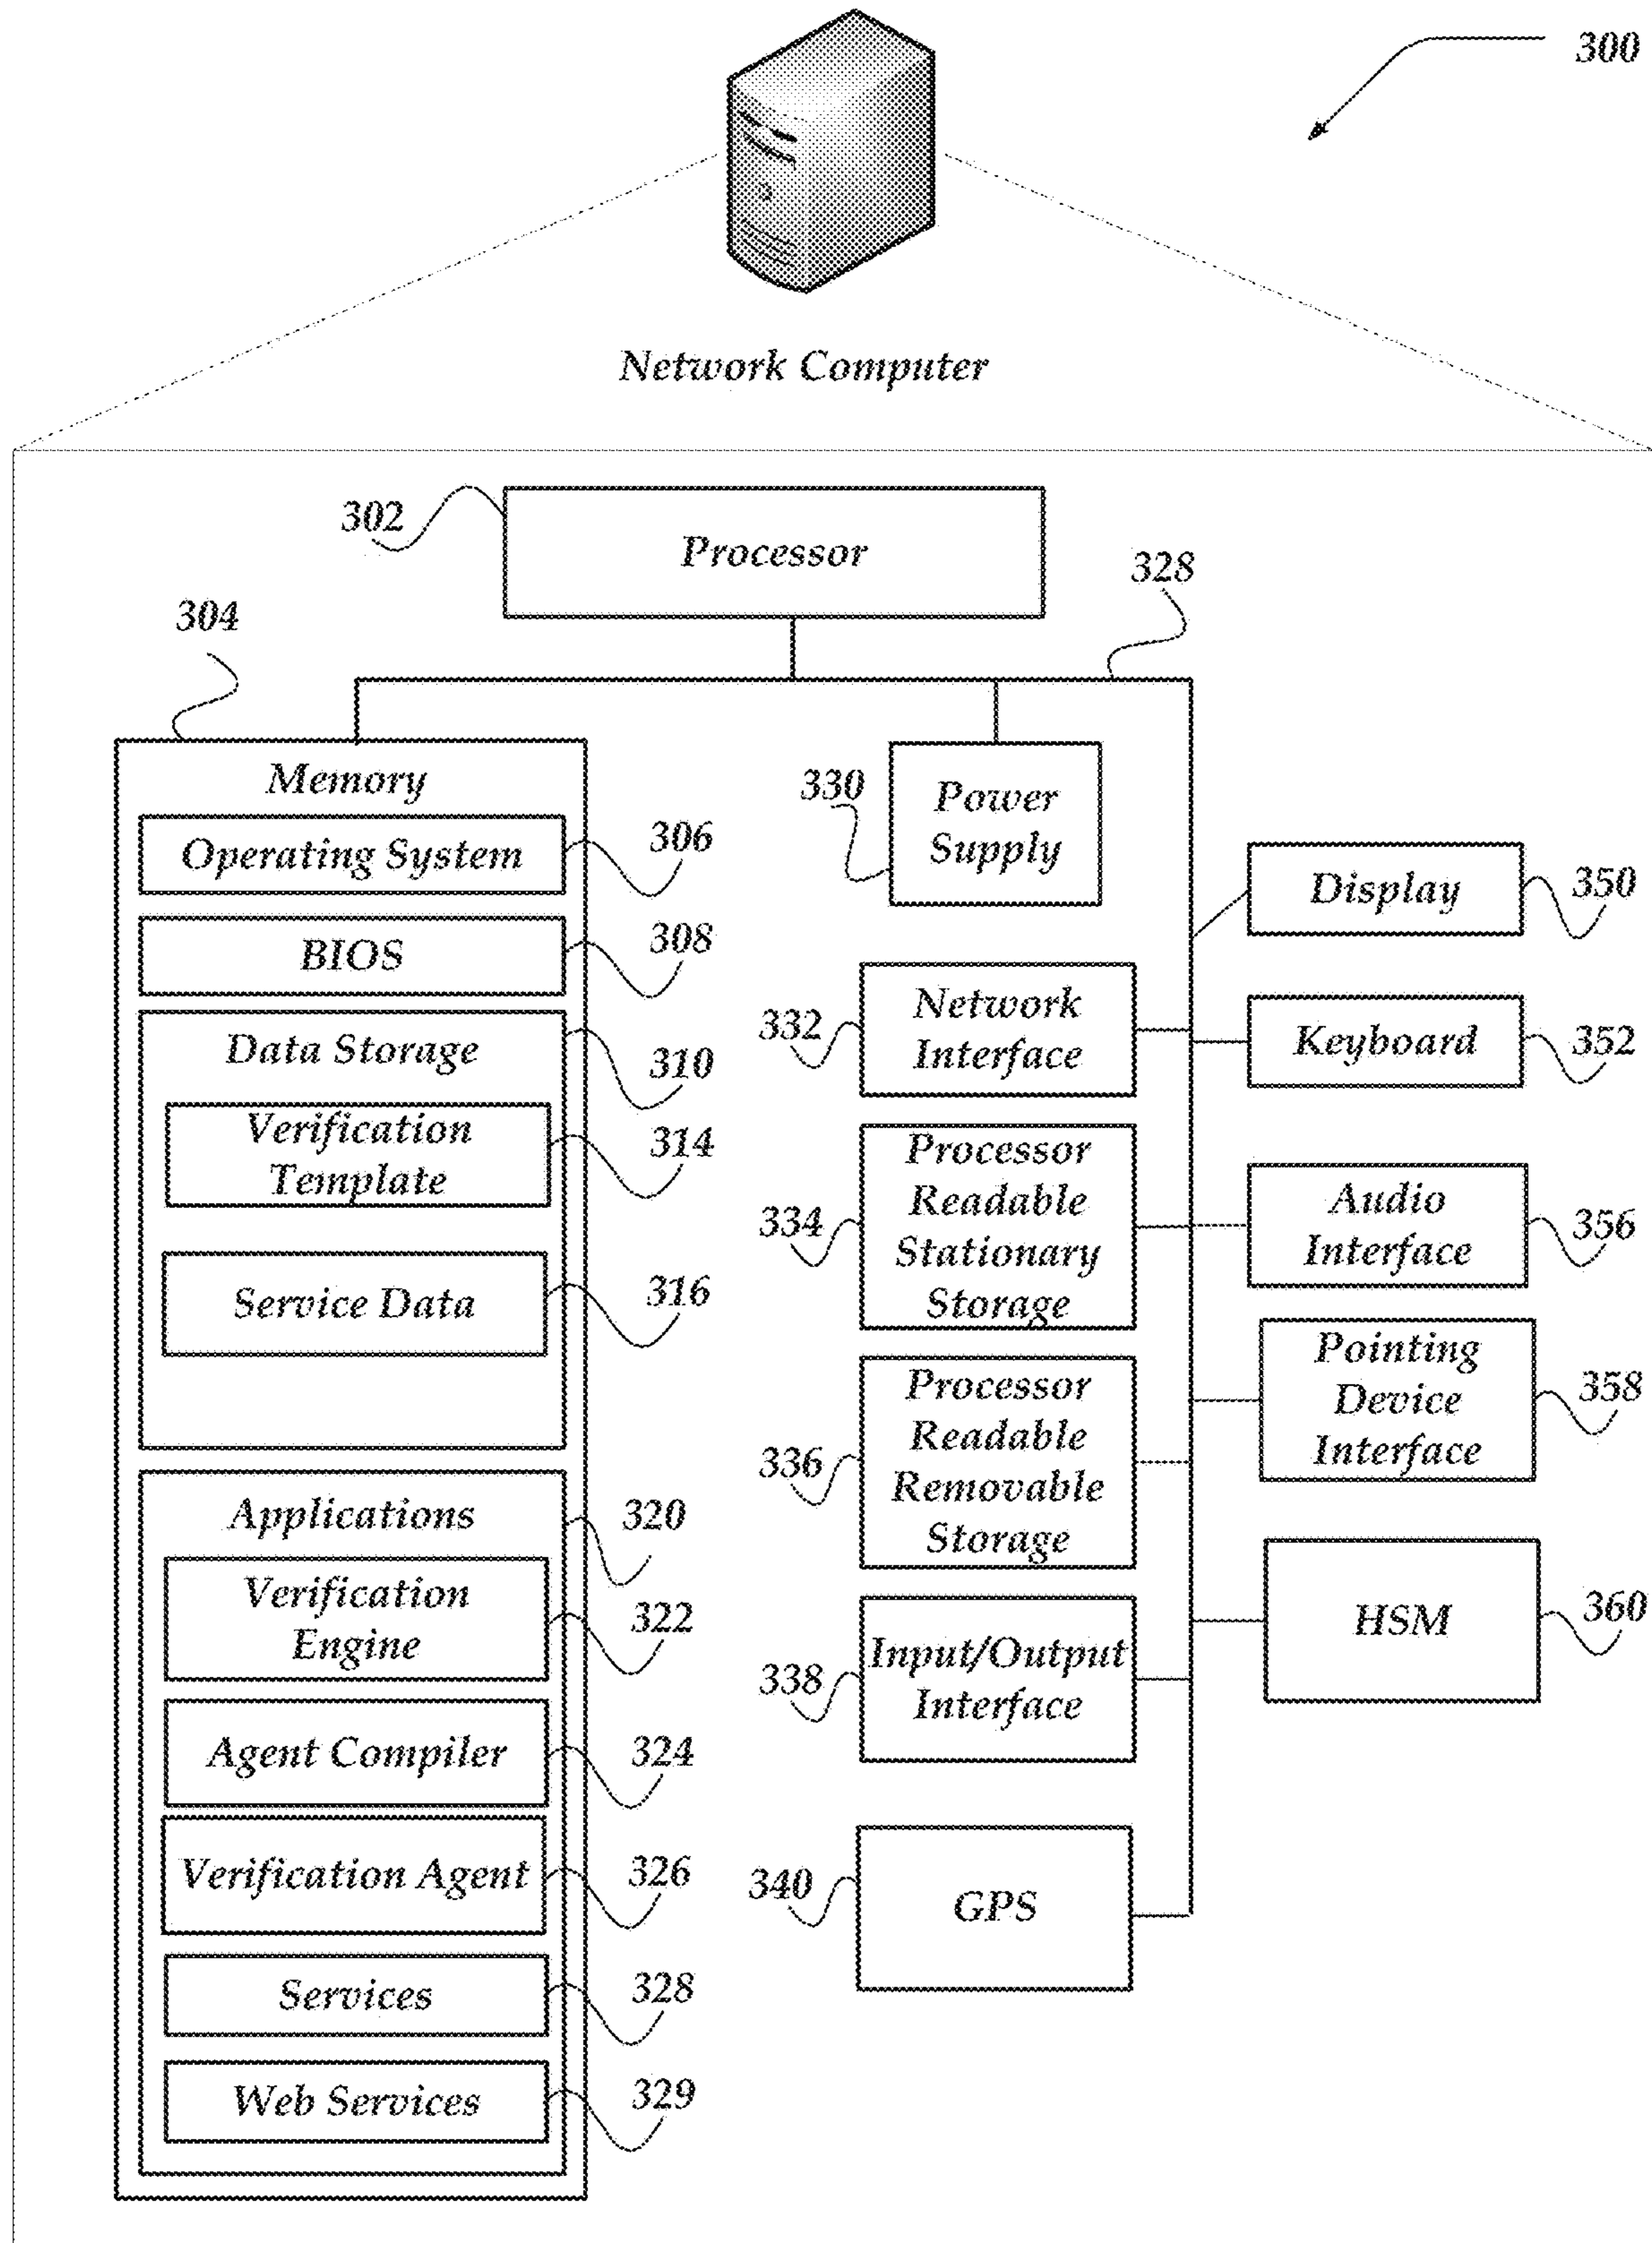 300
Network Computer
302
Processor
328
304
Memory
Operating System
306
BIOS
308
Data Storage
310
Verification
Template
314
Service Data
316
Applications
320
Verification
Engine
322
Agent Compiler
324
Verification Agent
326
Services
328
Web Services
329
330
Power
Supply
332
Network
Interface
334
Processor
Readable
Stationary
Storage
336
Processor
Readable
Removable
Storage
338
Input/Output
Interface
340
GPS
Display
350
Keyboard
352
Audio
Interface
356
Pointing
Device
Interface
358
HSM
360